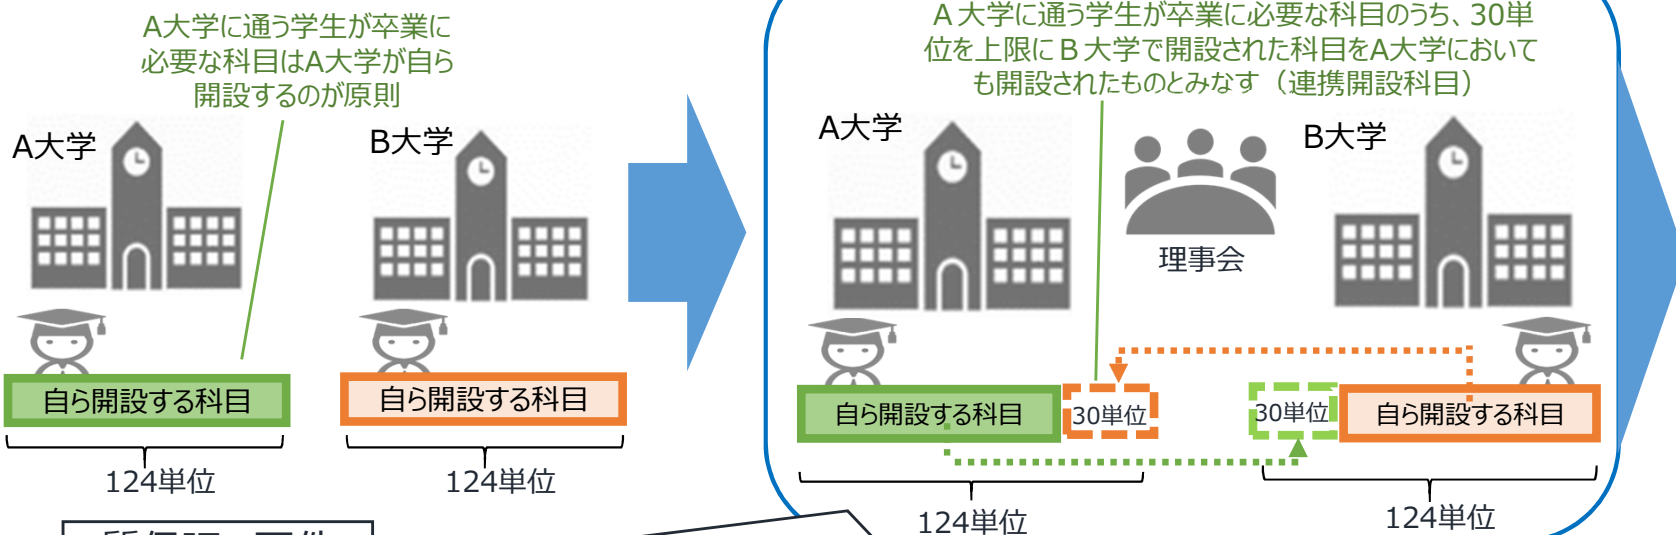 A大学に通う学生が卒業に
必要な科目はA大学が自ら
開設するのが原則
A大学
B大学
自ら開設する科目
自ら開設する科目
124単位
124単位
A大学に通う学生が卒業に必要な科目のうち、30単
位を上限にB大学で開設された科目をA大学において
も開設されたものとみなす（連携開設科目）
A大学
B大学
理事会
自ら開設する科目
30単位
30単位
自ら開設する科目
124単位
124単位